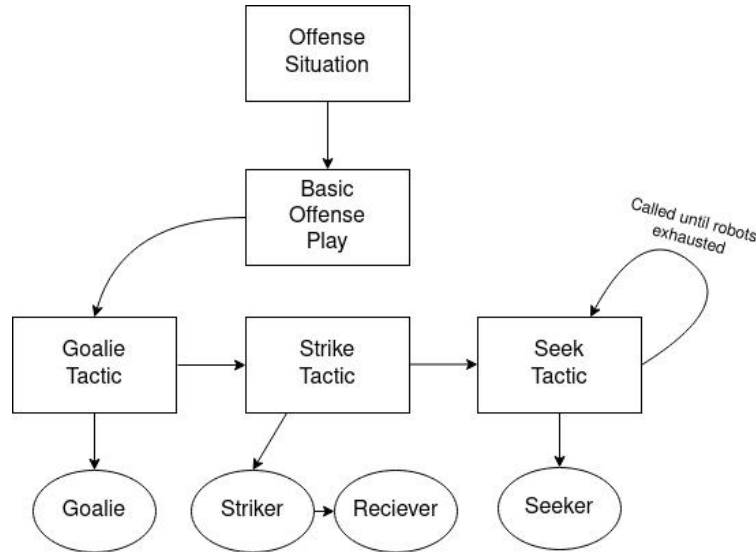 Offense
Situation
Basic
Offense
Play
Called until robots
exhausted
Goalie
Tactic
Strike
Tactic
Seek
Tactic
Goalie
Striker
Reciever
Seeker